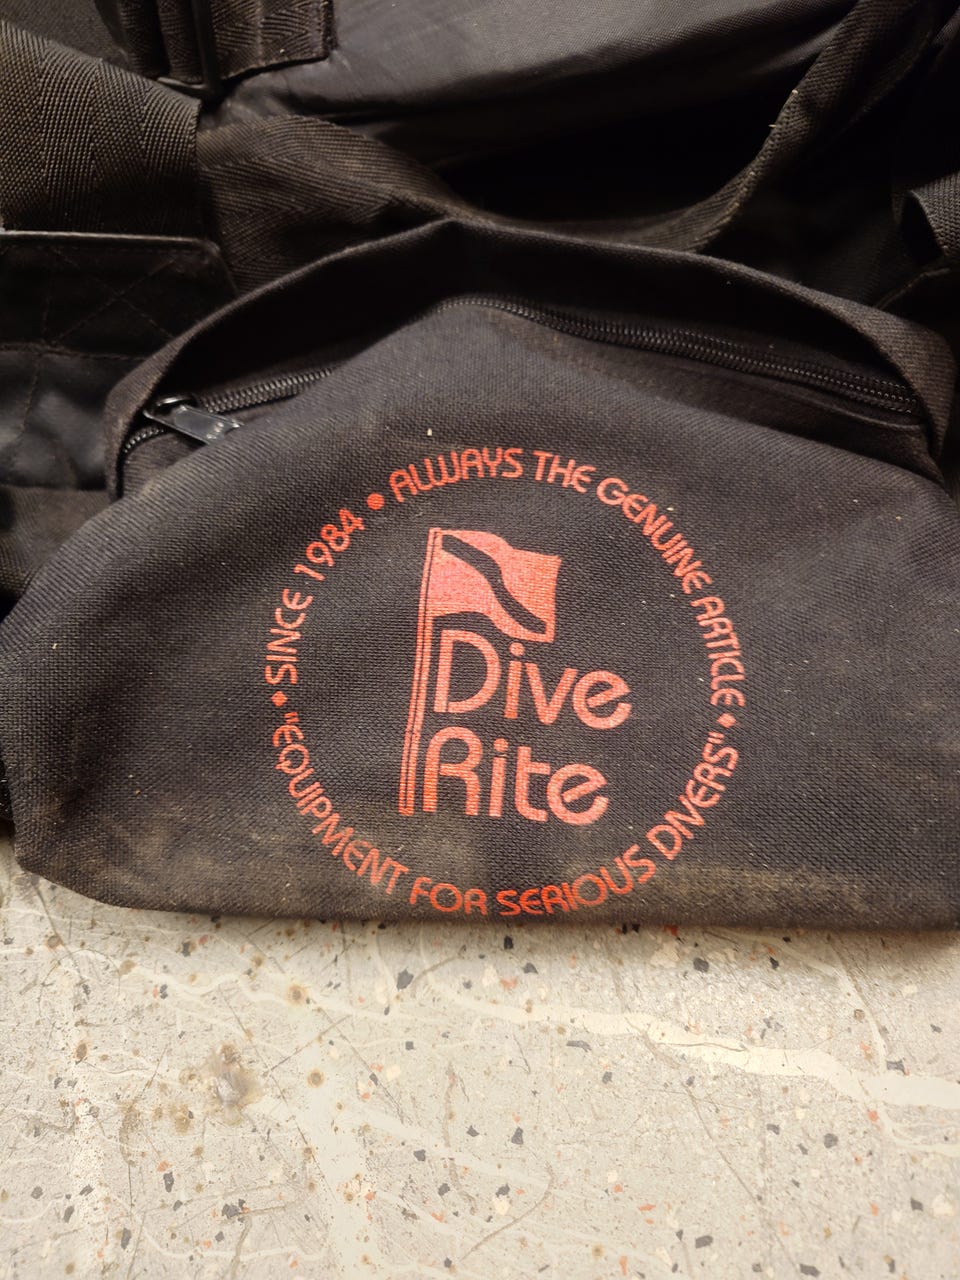 • SINCE 1984 • ALWAYS THE GENUINE ARTICLE •
Dive
Rite
"EQUIPMENT FOR SERIOUS DIVERS"